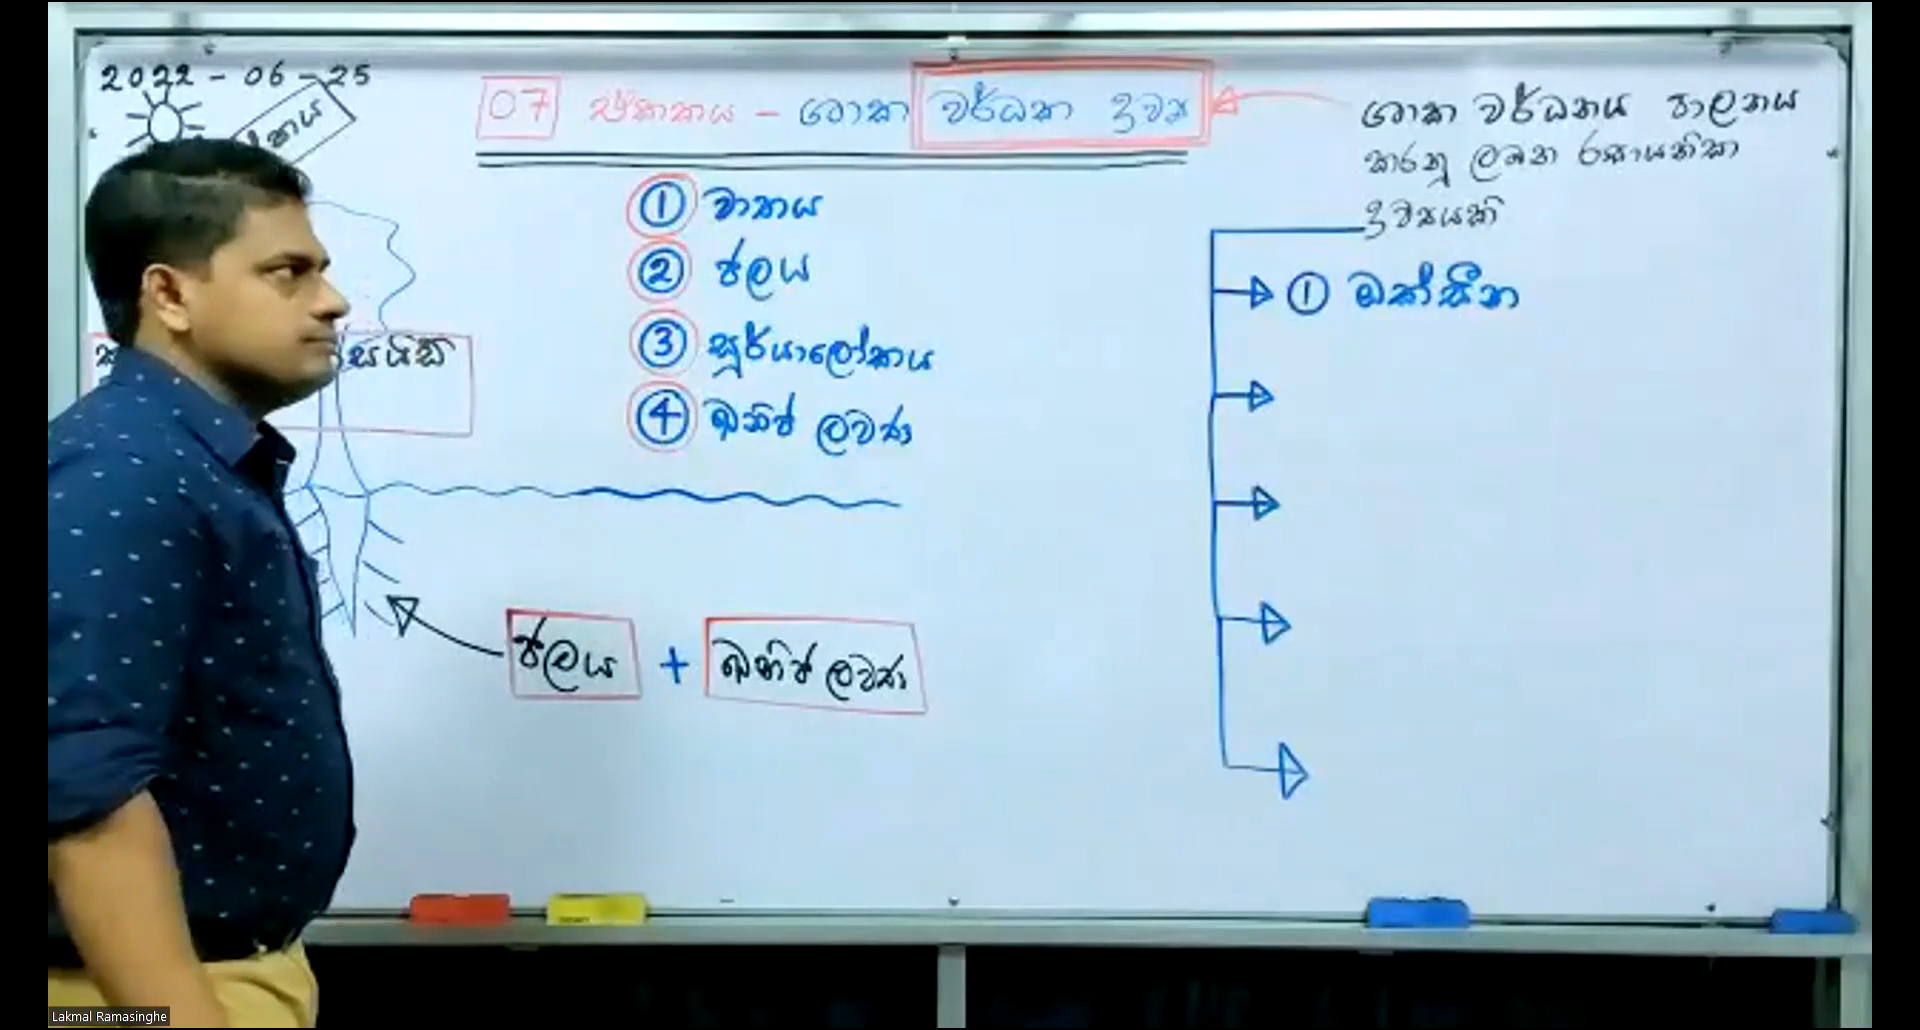 2022 - 06 - 25
07 ඒකකය - ශාක වර්ධක ද්‍රව්‍ය
ශාක වර්ධනය පාලනය
කරනු ලබන රසායනික
ද්‍රව්‍යයකි
① වාතය
② ජලය
③ සූර්යාලෝකය
④ ඛනිජ ලවණ
① ඔක්සීන
ජලය + ඛනිජ ලවණ
Lakmal Ramasinghe